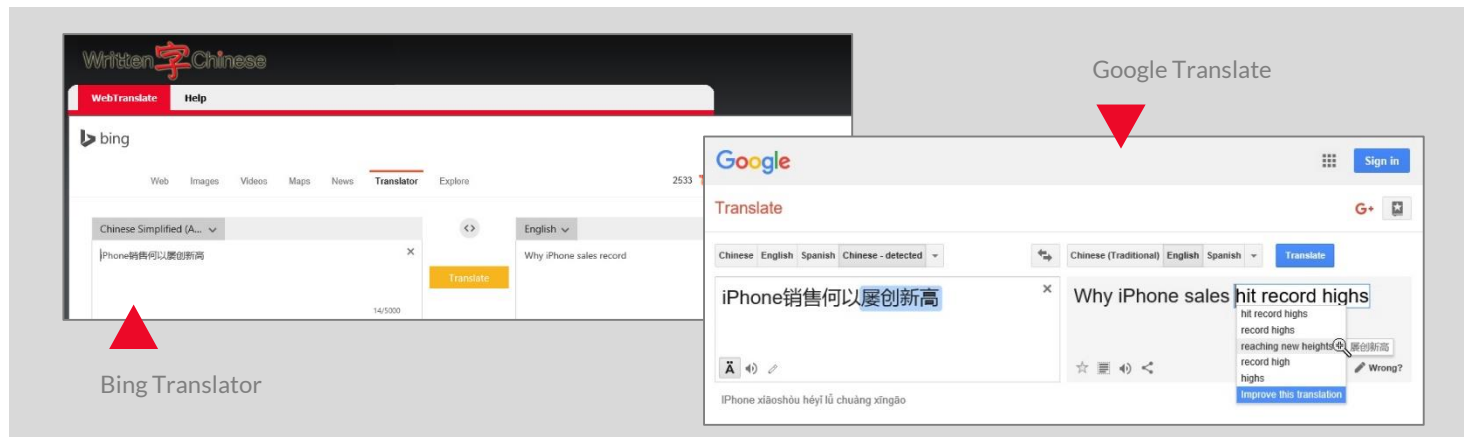 Written字Chinese
WebTranslate Help
bing
Web Images Videos Maps News Translator Explore 2533
Chinese Simplified (A...
English
iPhone销售何以屡创新高
Why iPhone sales record
Translate
14/5000
Bing Translator
Google Translate
Google
Sign in
Translate
G+
Chinese English Spanish Chinese - detected
Chinese (Traditional) English Spanish Translate
iPhone销售何以屡创新高
Why iPhone sales hit record highs
hit record highs
record highs
reaching new heights 屡创新高
record high
highs
Improve this translation
Ä
Wrong?
IPhone xiāoshòu héyǐ lǚ chuàng xīngāo